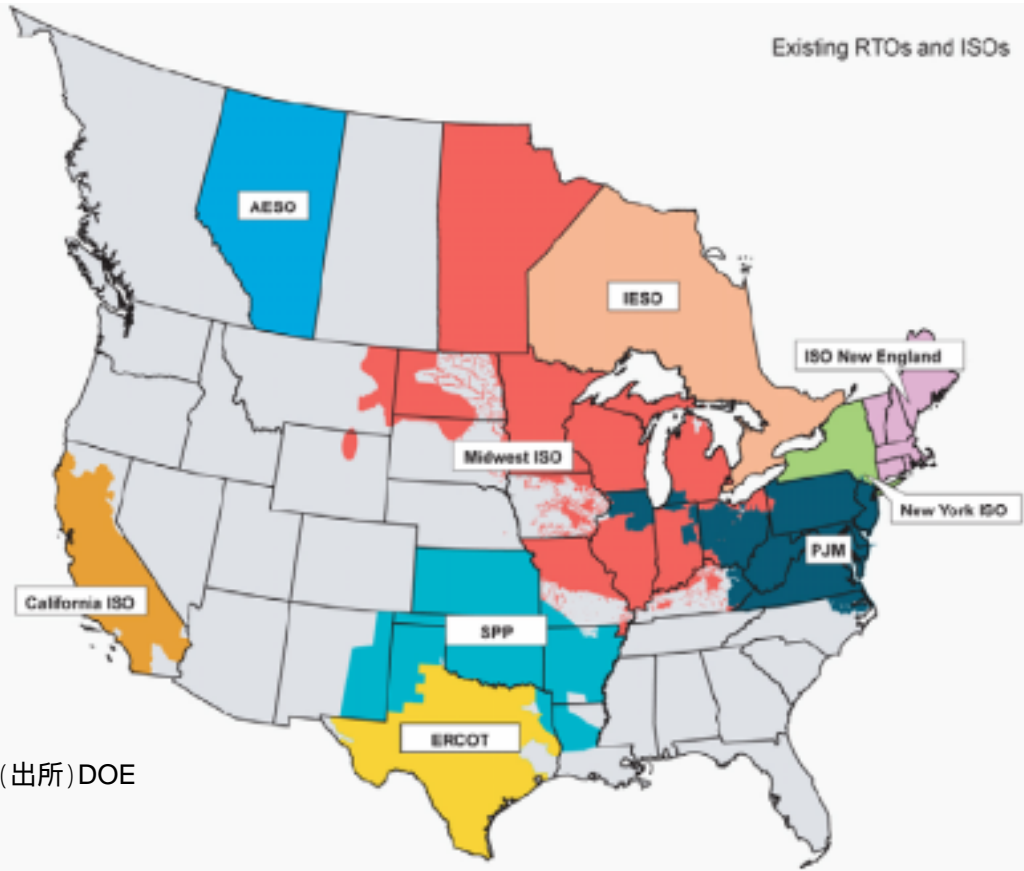 Existing RTOs and ISOs
AESO
IESO
ISO New England
Midwest ISO
New York ISO
PJM
California ISO
SPP
ERCOT
(出所)DOE